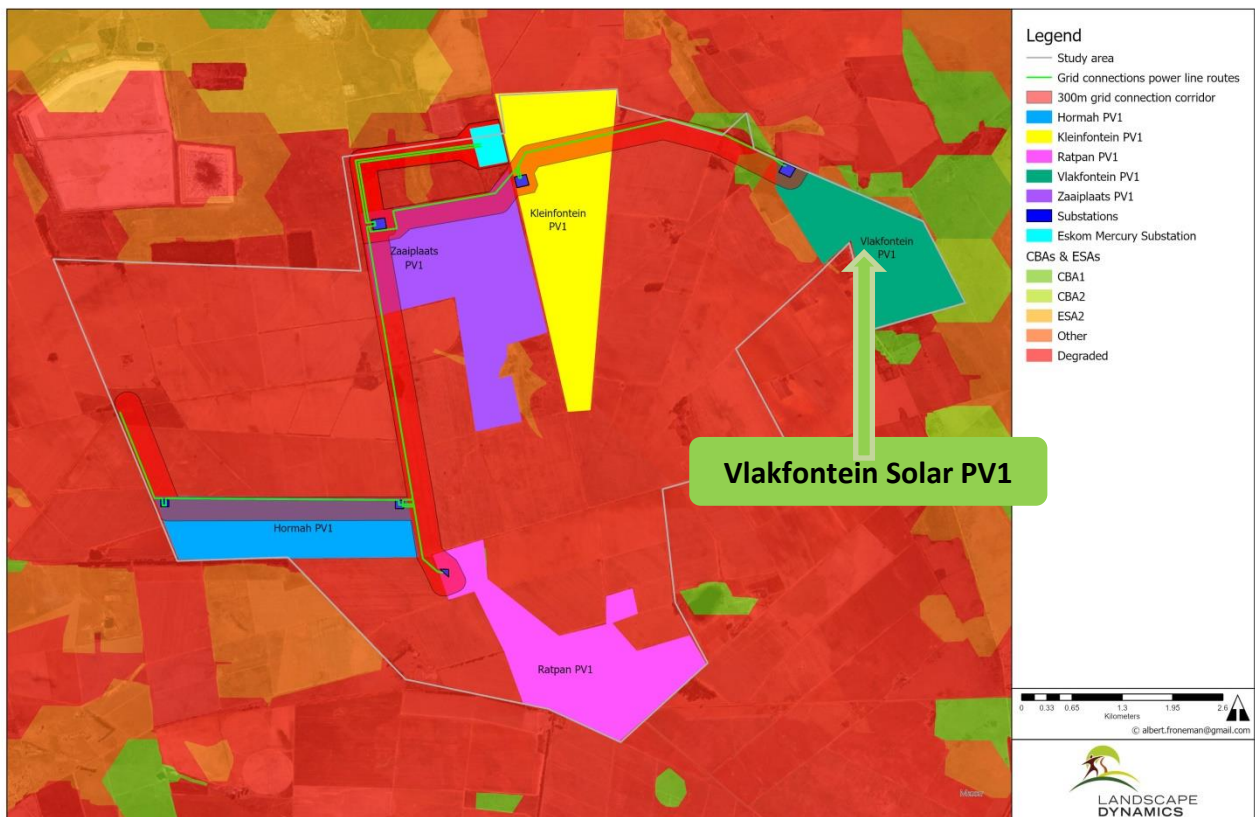 Legend
Study area
Grid connections power line routes
300m grid connection corridor
Hormah PV1
Kleinfontein PV1
Ratpan PV1
Vlakfontein PV1
Zaaiplaats PV1
Substations
Eskom Mercury Substation
CBAs & ESAs
CBA1
CBA2
ESA2
Other
Degraded
Kleinfontein
PV1
Zaaiplaats
PV1
Vlakfontein
PV1
Vlakfontein Solar PV1
Hormah PV1
Ratpan PV1
0 0.33 0.65 1.3 1.95 2.6
Kilometers
© albert.froneman@gmail.com
LANDSCAPE
DYNAMICS